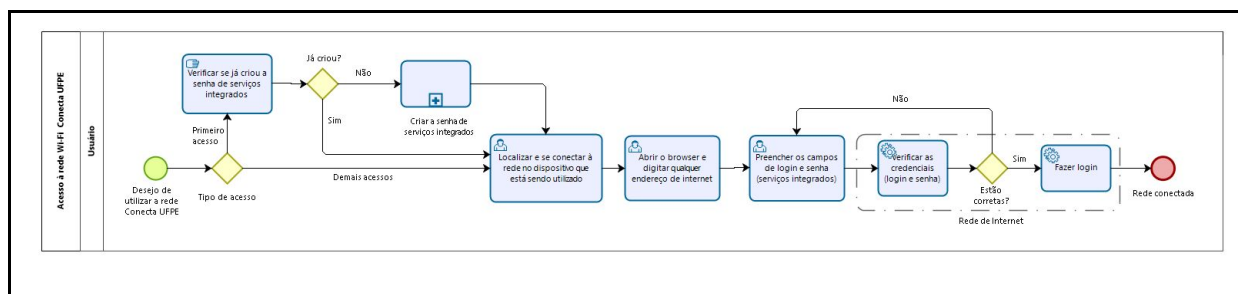 Acesso à rede Wi-Fi Conecta UFPE
Usuário
Desejo de
utilizar a rede
Conecta UFPE
Tipo de acesso
Primeiro
acesso
Demais acessos
Verificar se já criou a
senha de serviços
integrados
Já criou?
Não
Sim
Criar a senha de
serviços integrados
Localizar e se conectar à
rede no dispositivo que
está sendo utilizado
Abrir o browser e
digitar qualquer
endereço de internet
Preencher os campos
de login e senha
(serviços integrados)
Não
Verificar as
credenciais
(login e senha)
Estão
corretas?
Sim
Fazer login
Rede de Internet
Rede conectada